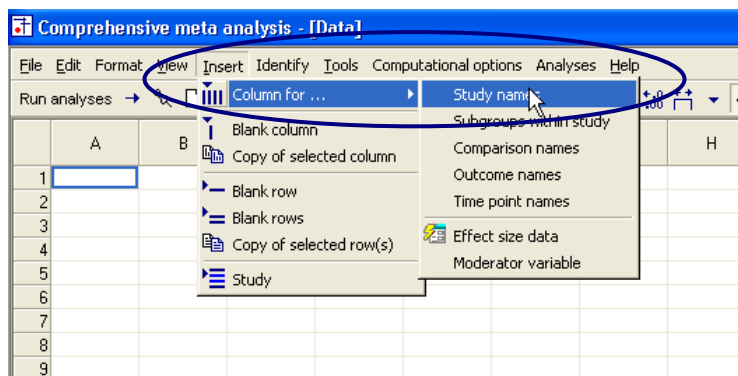 Comprehensive meta analysis - [Data]
File Edit Format View Insert Identify Tools Computational options Analyses Help
Run analyses →
Column for ...
Blank column
Copy of selected column
Blank row
Blank rows
Copy of selected row(s)
Study
Study names
Subgroups within study
Comparison names
Outcome names
Time point names
Effect size data
Moderator variable
A B H
1
2
3
4
5
6
7
8
9